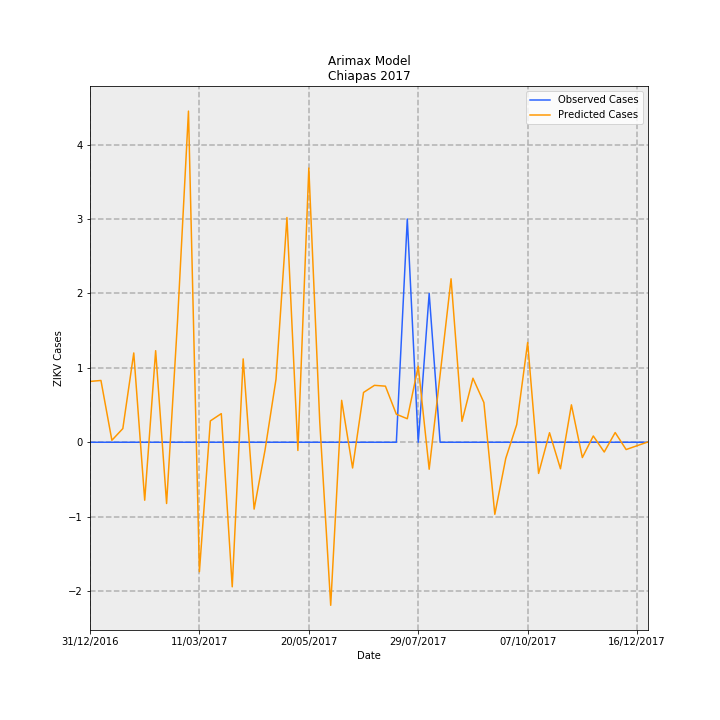 Arimax Model
Chiapas 2017
Observed Cases
Predicted Cases
ZIKV Cases
4
3
2
1
0
−1
−2
31/12/2016 11/03/2017 20/05/2017 29/07/2017 07/10/2017 16/12/2017
Date